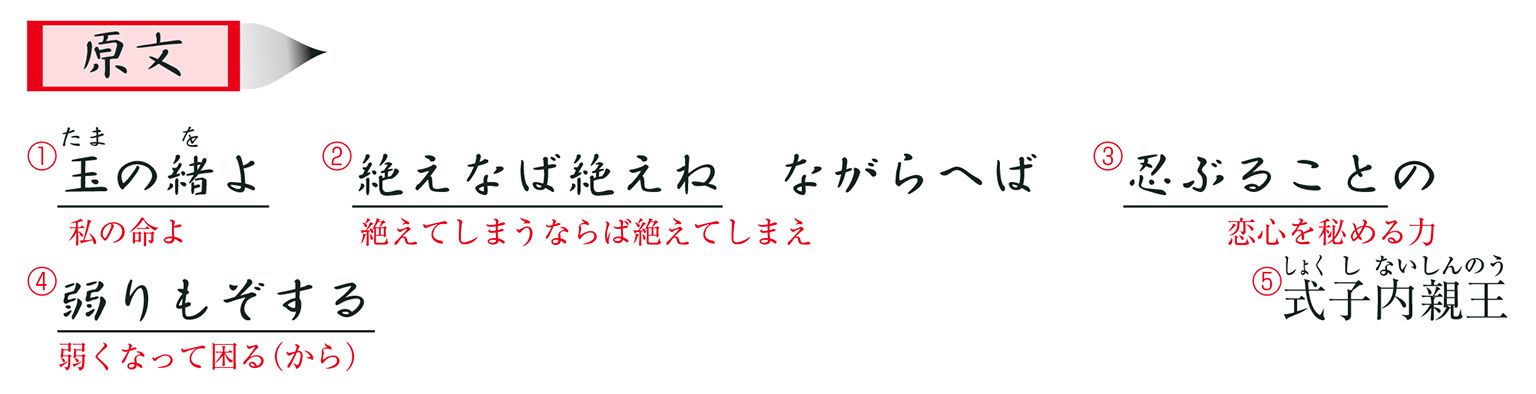 原文
たま を
①玉の緒よ ②絶えなば絶えね ながらへば ③忍ぶることの
私の命よ 絶えてしまうならば絶えてしまえ 恋心を秘める力
④弱りもぞする
弱くなって困る(から)
しょく し ないしんのう
⑤式子内親王